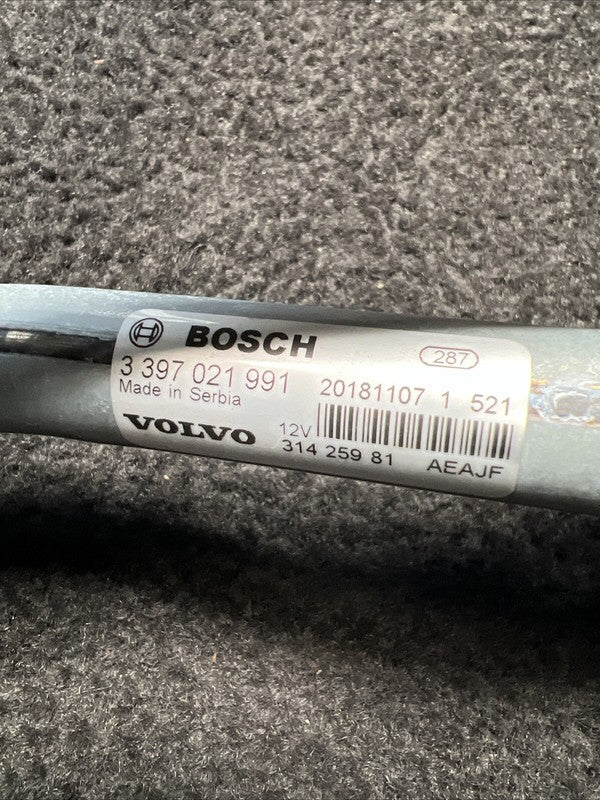 BOSCH
287
3 397 021 991
20181107 1 521
Made in Serbia
VOLVO
12V
314 259 81
AEAJF